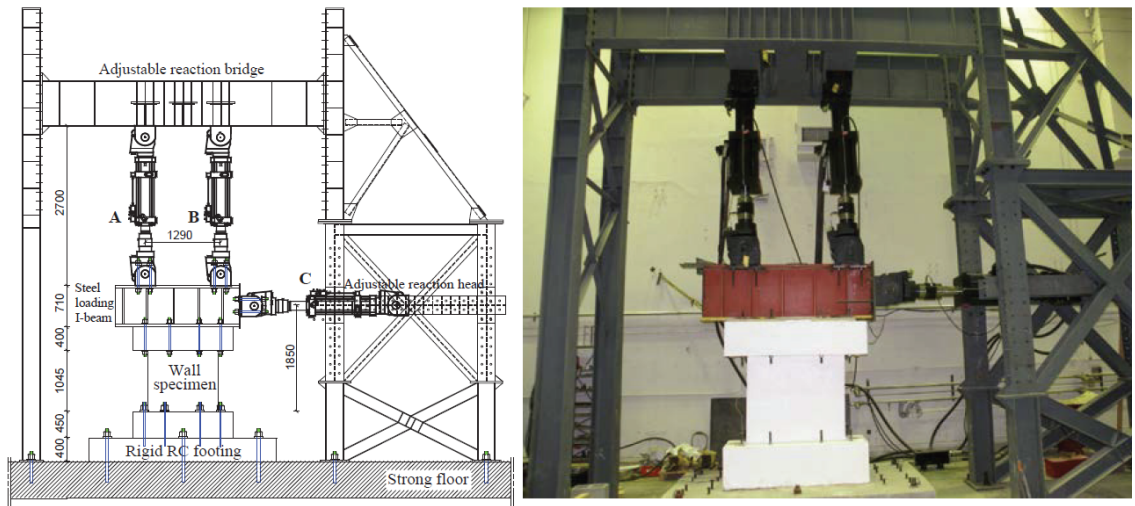 Adjustable reaction bridge
2700
A
B
1290
C
Steel
loading
I-beam
Adjustable reaction head
710
400
1850
Wall
specimen
1045
450
Rigid RC footing
400
Strong floor